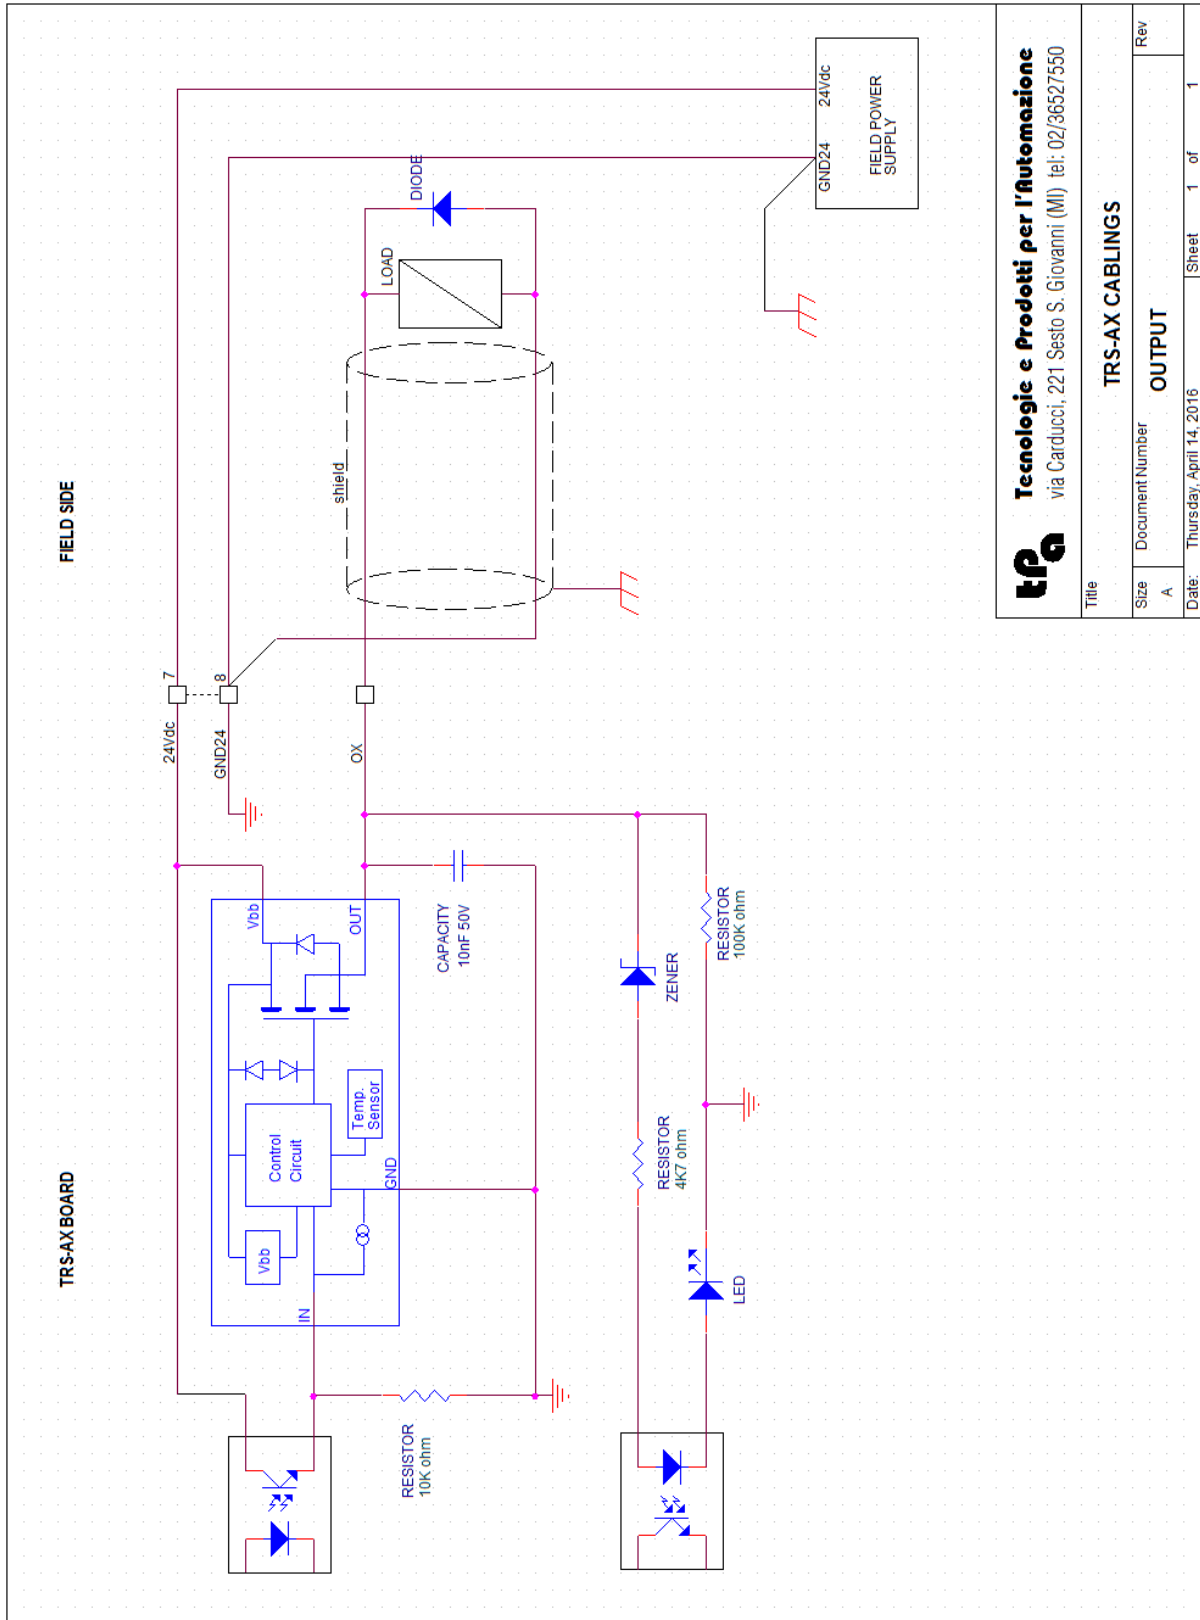 TRS-AX BOARD
FIELD SIDE
24Vdc
7
GND24
8
OX
Vbb
OUT
Vbb
Control
Circuit
Temp.
Sensor
IN
GND
CAPACITY
10nF 50V
RESISTOR
10K ohm
shield
LOAD
DIODE
GND24
24Vdc
FIELD POWER
SUPPLY
ZENER
RESISTOR
4K7 ohm
RESISTOR
100K ohm
LED
tpa
Tecnologie e Prodotti per l'Automazione
via Carducci, 221 Sesto S. Giovanni (MI) tel: 02/36527550
Title
TRS-AX CABLINGS
Size
A
Document Number
OUTPUT
Rev
Date:
Thursday, April 14, 2016
Sheet 1 of 1